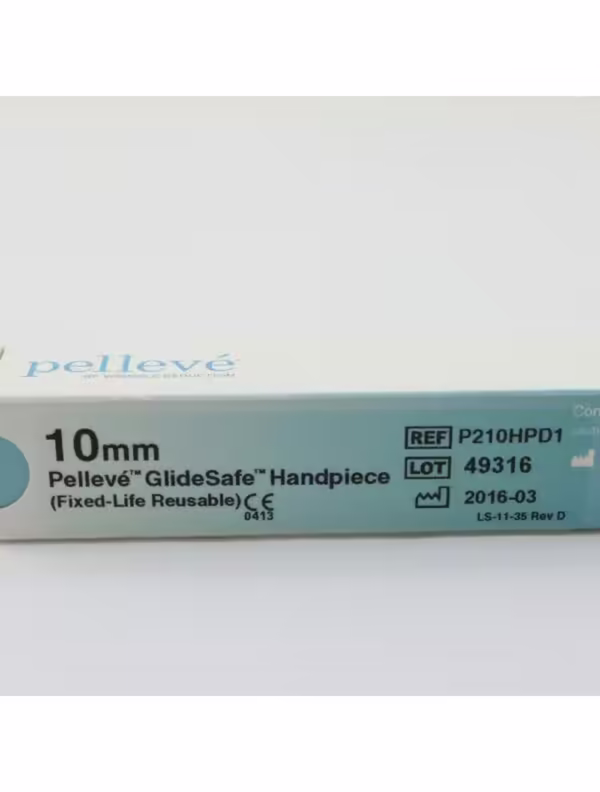 pellevé
10mm
Pellevé™ GlideSafe™ Handpiece
(Fixed-Life Reusable) CE
0413
REF P210HPD1
LOT 49316
2016-03
LS-11-35 Rev D